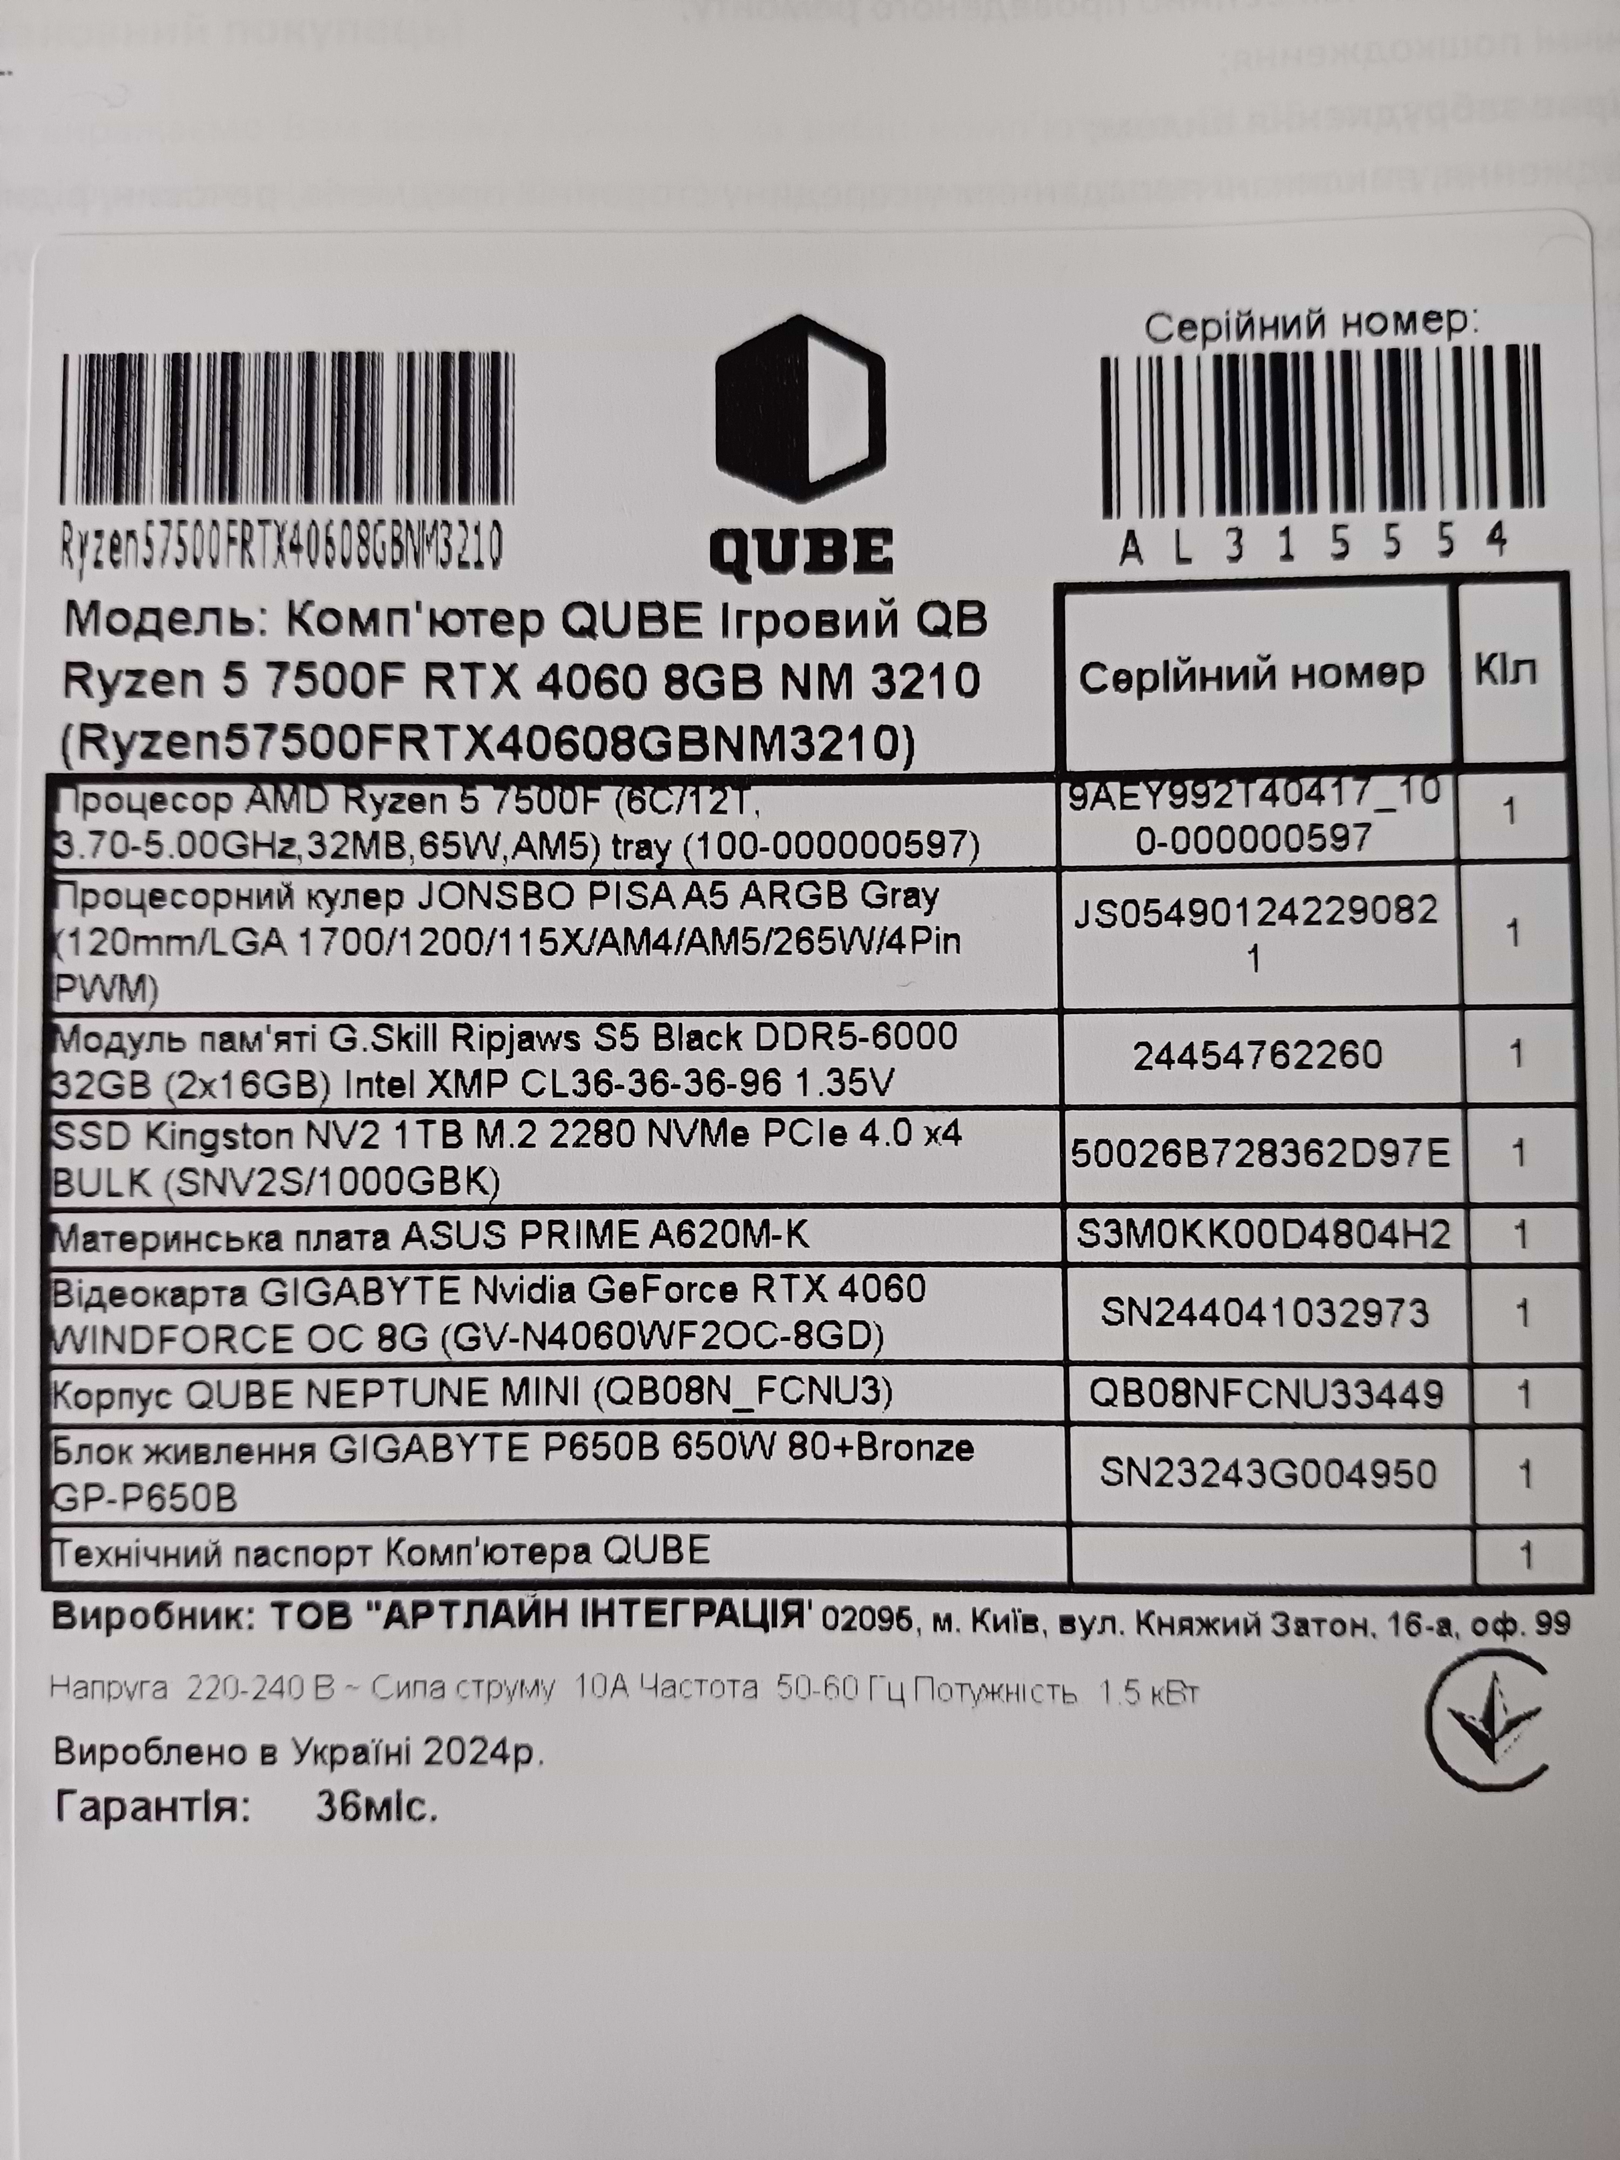 Серійний номер:
Ryzen57500FRTX40608GBNM3210
QUBE
AL315554
Модель: Комп'ютер QUBE Ігровий QB
Ryzen 5 7500F RTX 4060 8GB NM 3210
(Ryzen57500FRTX40608GBNM3210)
Серійний номер
Кіл
Процесор AMD Ryzen 5 7500F (6C/12T,
3.70-5.00GHz,32MB,65W,AM5) tray (100-000000597)
9AEY992T40417_10
0-000000597
1
Процесорний кулер JONSBO PISA A5 ARGB Gray
(120mm/LGA 1700/1200/115X/AM4/AM5/265W/4Pin
PWM)
JS05490124229082
1
1
Модуль пам'яті G.Skill Ripjaws S5 Black DDR5-6000
32GB (2x16GB) Intel XMP CL36-36-36-96 1.35V
24454762260
1
SSD Kingston NV2 1TB M.2 2280 NVMe PCIe 4.0 x4
BULK (SNV2S/1000GBK)
50026B728362D97E
1
Материнська плата ASUS PRIME A620M-K
S3M0KK00D4804H2
1
Відеокарта GIGABYTE Nvidia GeForce RTX 4060
WINDFORCE OC 8G (GV-N4060WF2OC-8GD)
SN244041032973
1
Корпус QUBE NEPTUNE MINI (QB08N_FCNU3)
QB08NFCNU33449
1
Блок живлення GIGABYTE P650B 650W 80+Bronze
GP-P650B
SN23243G004950
1
Технічний паспорт Комп'ютера QUBE
1
Виробник: ТОВ "АРТЛАЙН ІНТЕГРАЦІЯ' 02095, м. Київ, вул. Княжий Затон, 16-а, оф. 99
Напруга 220-240 В ~ Сила струму 10А Частота 50-60 Гц Потужність 1.5 кВт
Вироблено в Україні 2024р.
Гарантія: 36міс.